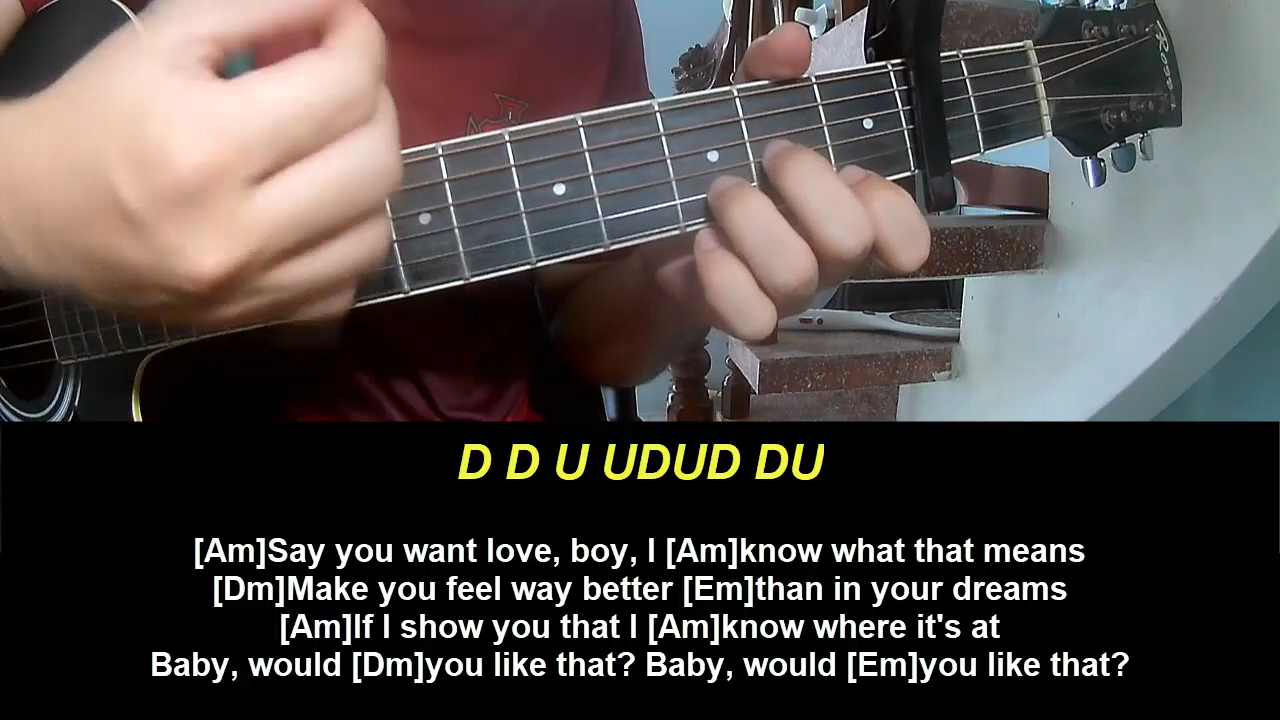 Rosen
D D U UDUD DU
[Am]Say you want love, boy, I [Am]know what that means
[Dm]Make you feel way better [Em]than in your dreams
[Am]If I show you that I [Am]know where it's at
Baby, would [Dm]you like that? Baby, would [Em]you like that?